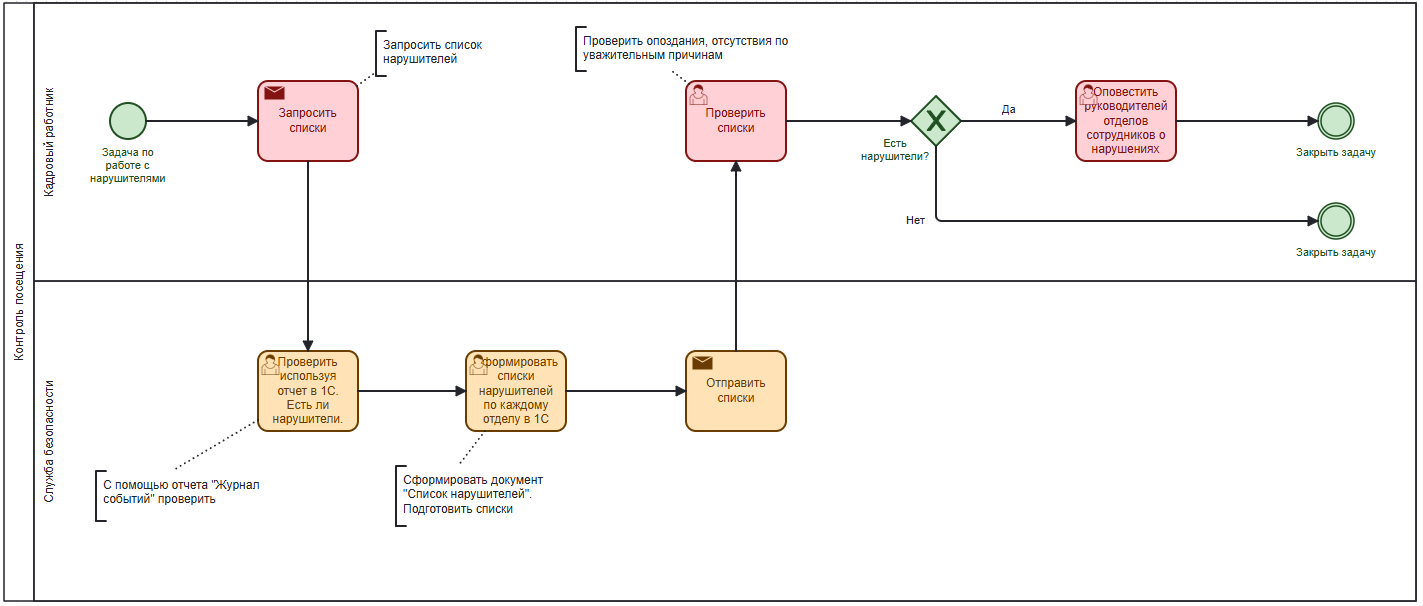 Контроль посещения
Кадровый работник
Задача по
работе с
нарушителями
Запросить список
нарушителей
Запросить
списки
Проверить опоздания, отсутствия по
уважительным причинам
Проверить
списки
Есть
нарушители?
Да
Нет
Оповестить
руководителей
отделов
сотрудников о
нарушениях
Закрыть задачу
Закрыть задачу
Служба безопасности
Проверить
используя
отчет в 1С.
Есть ли
нарушители.
С помощью отчета "Журнал
событий" проверить
Сформировать
списки
нарушителей
по каждому
отделу в 1С
Сформировать документ
"Список нарушителей".
Подготовить списки
Отправить
списки